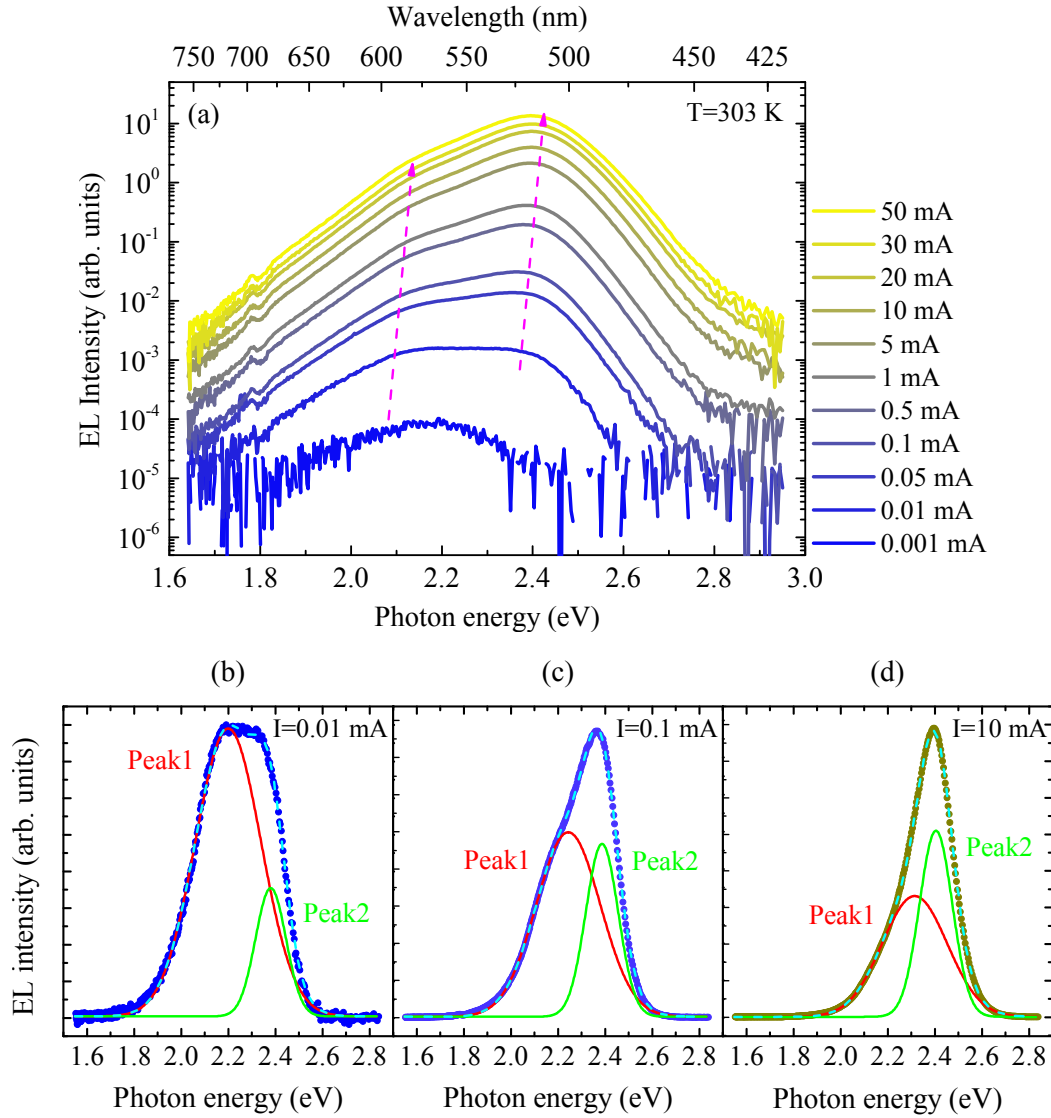 Wavelength (nm)
750 700 650 600 550 500 450 425
(a) T=303 K
EL Intensity (arb. units)
10^1
10^0
10^-1
10^-2
10^-3
10^-4
10^-5
10^-6
1.6 1.8 2.0 2.2 2.4 2.6 2.8 3.0
Photon energy (eV)
50 mA
30 mA
20 mA
10 mA
5 mA
1 mA
0.5 mA
0.1 mA
0.05 mA
0.01 mA
0.001 mA
(b)
I=0.01 mA
Peak1
Peak2
EL intensity (arb. units)
1.6 1.8 2.0 2.2 2.4 2.6 2.8
Photon energy (eV)
(c)
I=0.1 mA
Peak1
Peak2
1.6 1.8 2.0 2.2 2.4 2.6 2.8
Photon energy (eV)
(d)
I=10 mA
Peak1
Peak2
1.6 1.8 2.0 2.2 2.4 2.6 2.8
Photon energy (eV)